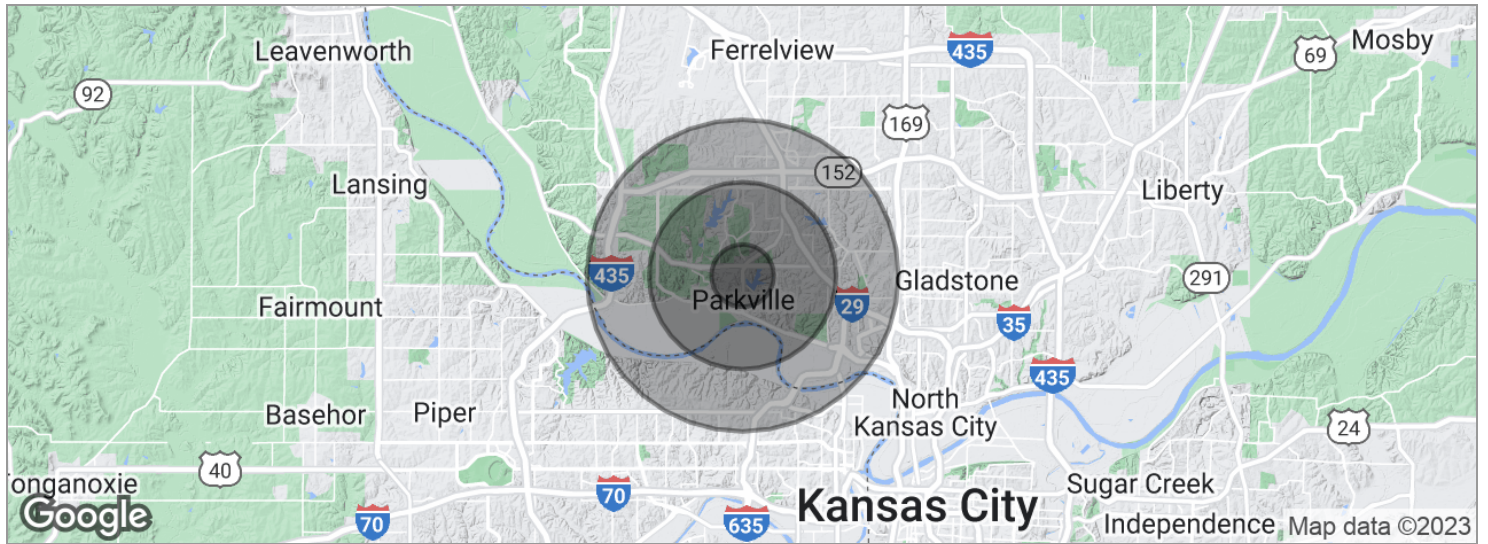 Leavenworth
Ferrelview
435
69
Mosby
92
169
152
Lansing
Liberty
435
Gladstone
291
Parkville
29
Fairmount
35
435
North
Kansas City
Basehor
Piper
24
40
onganoxie
70
Sugar Creek
Kansas City
Google
70
635
Independence
Map data ©2023